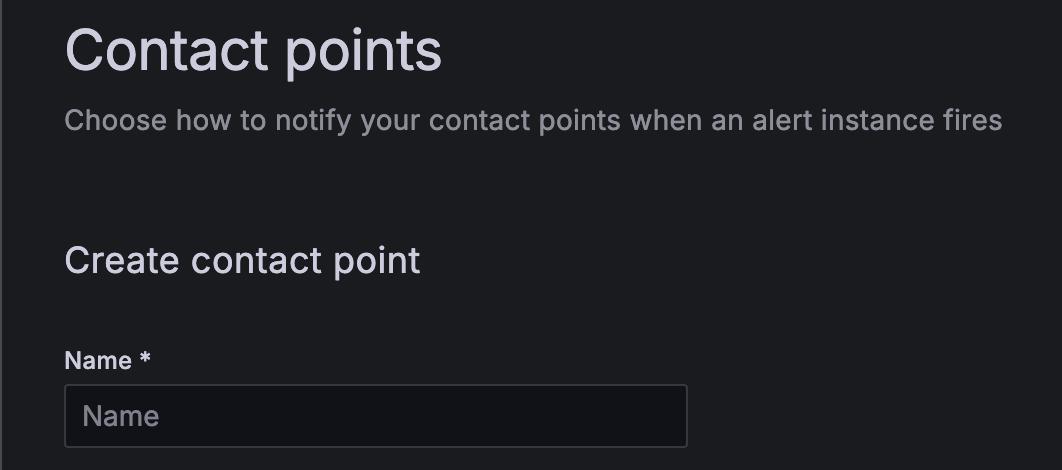 Contact points
Choose how to notify your contact points when an alert instance fires
Create contact point
Name *
Name